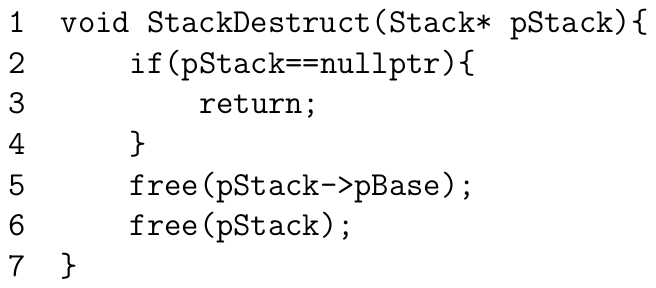 1 void StackDestruct(Stack* pStack){
2     if(pStack==nullptr){
3         return;
4     }
5     free(pStack->pBase);
6     free(pStack);
7 }